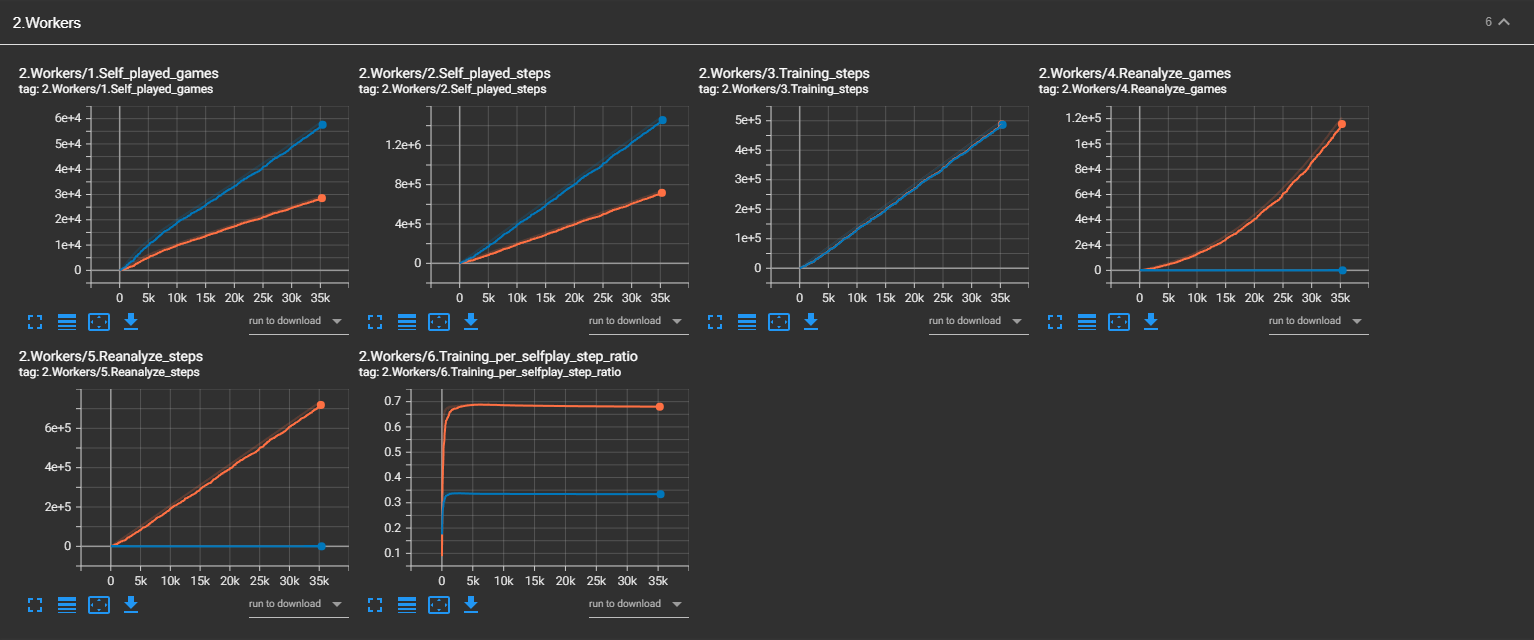 2.Workers
6
2.Workers/1.Self_played_games
tag: 2.Workers/1.Self_played_games
6e+4
5e+4
4e+4
3e+4
2e+4
1e+4
0
0 5k 10k 15k 20k 25k 30k 35k
run to download
2.Workers/2.Self_played_steps
tag: 2.Workers/2.Self_played_steps
1.2e+6
8e+5
4e+5
0
0 5k 10k 15k 20k 25k 30k 35k
run to download
2.Workers/3.Training_steps
tag: 2.Workers/3.Training_steps
5e+5
4e+5
3e+5
2e+5
1e+5
0
0 5k 10k 15k 20k 25k 30k 35k
run to download
2.Workers/4.Reanalyze_games
tag: 2.Workers/4.Reanalyze_games
1.2e+5
1e+5
8e+4
6e+4
4e+4
2e+4
0
0 5k 10k 15k 20k 25k 30k 35k
run to download
2.Workers/5.Reanalyze_steps
tag: 2.Workers/5.Reanalyze_steps
6e+5
4e+5
2e+5
0
0 5k 10k 15k 20k 25k 30k 35k
run to download
2.Workers/6.Training_per_selfplay_step_ratio
tag: 2.Workers/6.Training_per_selfplay_step_ratio
0.7
0.6
0.5
0.4
0.3
0.2
0.1
0 5k 10k 15k 20k 25k 30k 35k
run to download